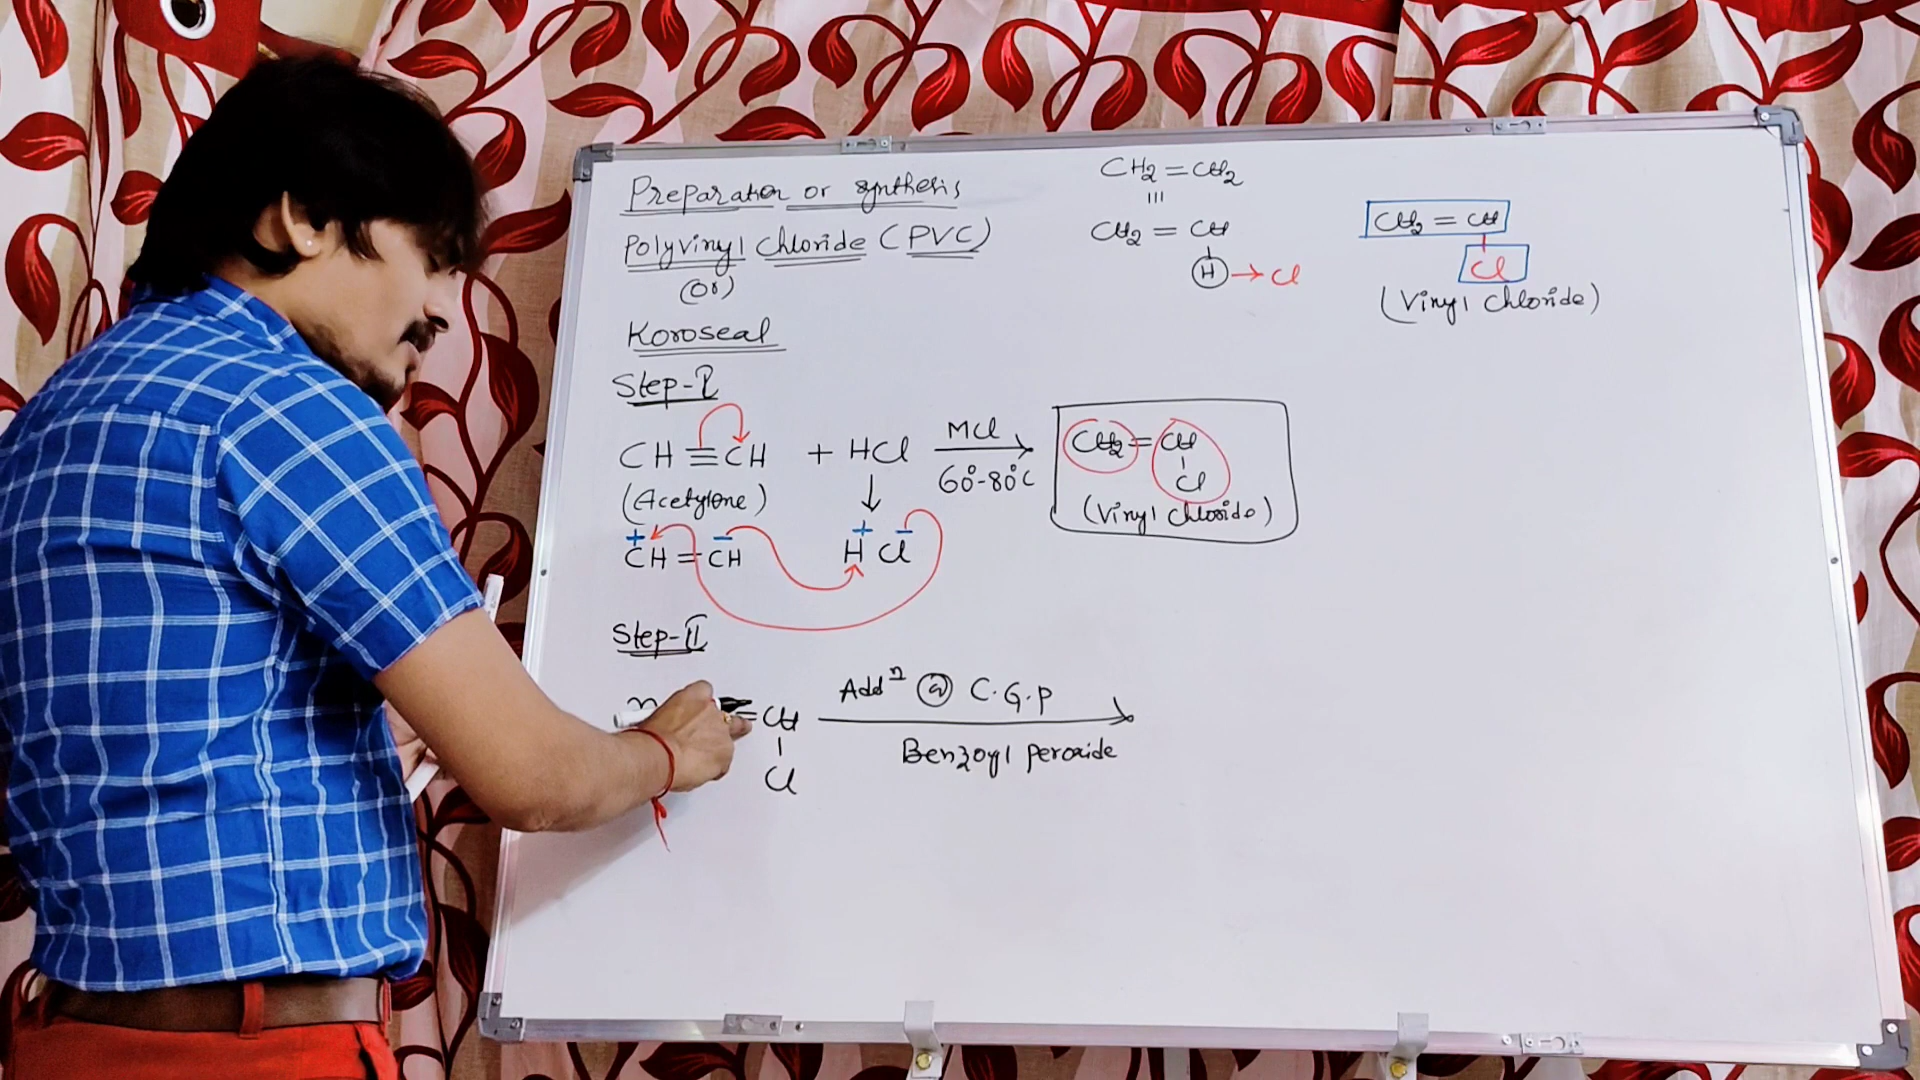 Preparation or synthesis
Polyvinyl chloride (PVC)
(or)
Koroseal
CH2 = CH2
CH2 = CH
H → Cl
CH2 = CH
Cl
(Vinyl chloride)
Step-I
CH ≡ CH + HCl
MCl
60°-80°C
CH2 = CH
Cl
(Acetylene)
(Vinyl chloride)
+ -
CH = CH
+ -
H Cl
Step-II
n
= CH
Cl
Addn @ C.G.P
Benzoyl peroxide